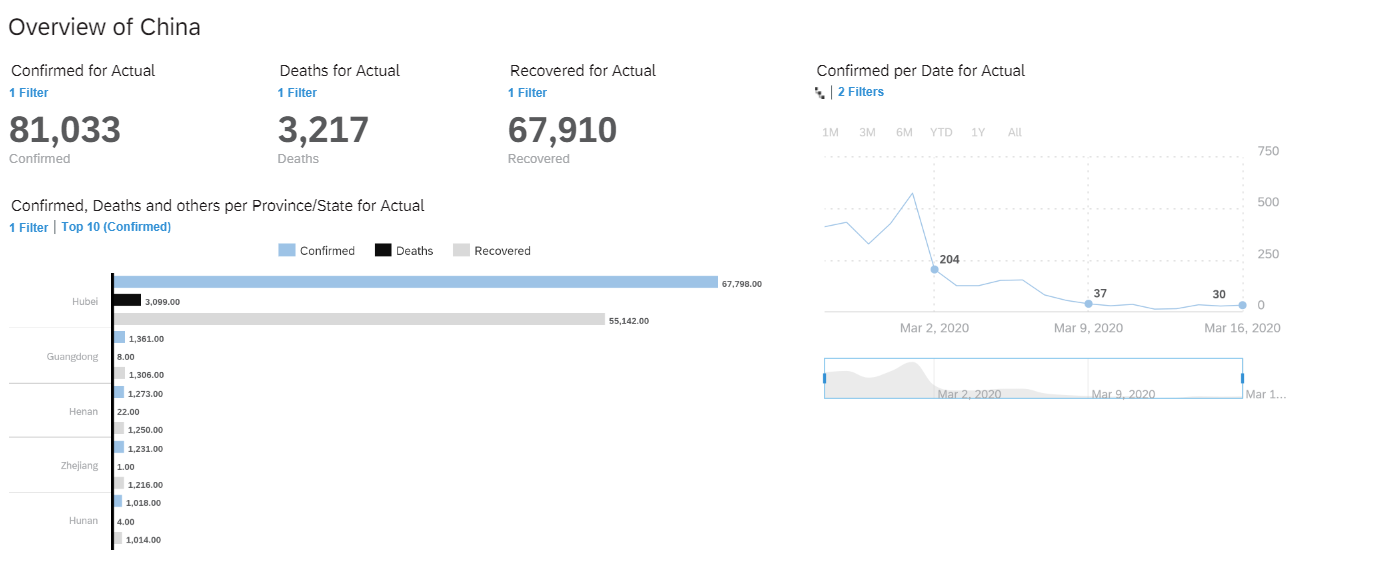 Overview of China
Confirmed for Actual
1 Filter
81,033
Confirmed
Deaths for Actual
1 Filter
3,217
Deaths
Recovered for Actual
1 Filter
67,910
Recovered
Confirmed, Deaths and others per Province/State for Actual
1 Filter | Top 10 (Confirmed)
Confirmed Deaths Recovered
67,798.00
Hubei 3,099.00
55,142.00
1,361.00
Guangdong 8.00
1,306.00
1,273.00
Henan 22.00
1,250.00
1,231.00
Zhejiang 1.00
1,216.00
1,018.00
Hunan 4.00
1,014.00
Confirmed per Date for Actual
| 2 Filters
1M 3M 6M YTD 1Y All
750
500
250
204
37
30
0
Mar 2, 2020 Mar 9, 2020 Mar 16, 2020
Mar 2, 2020 Mar 9, 2020 Mar 1...